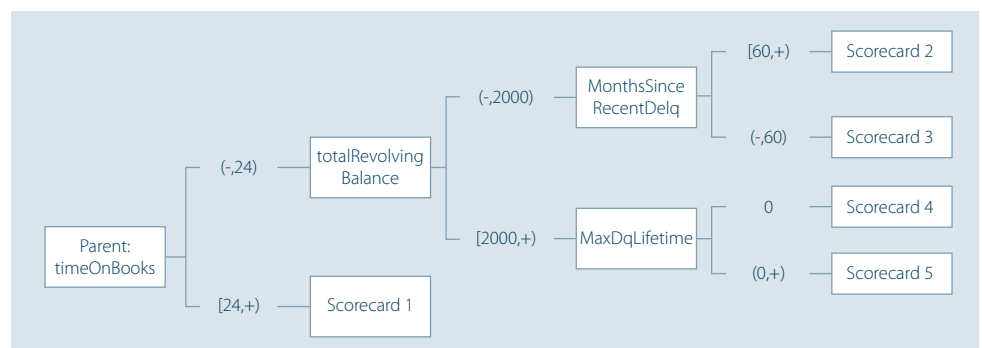 Parent:
timeOnBooks
(-,24)
[24,+)
totalRevolving
Balance
Scorecard 1
(-,2000)
[2000,+)
MonthsSince
RecentDelq
MaxDqLifetime
[60,+)
(-,60)
0
(0,+)
Scorecard 2
Scorecard 3
Scorecard 4
Scorecard 5